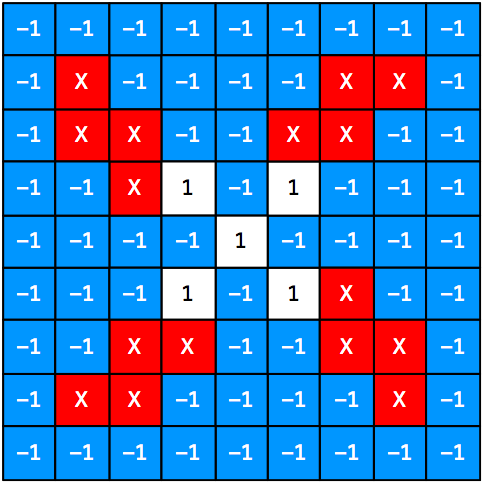 −1 −1 −1 −1 −1 −1 −1 −1 −1
−1 X −1 −1 −1 −1 X X −1
−1 X X −1 −1 X X −1 −1
−1 −1 X 1 −1 1 −1 −1 −1
−1 −1 −1 −1 1 −1 −1 −1 −1
−1 −1 −1 1 −1 1 X −1 −1
−1 −1 X X −1 −1 X X −1
−1 X X −1 −1 −1 −1 X −1
−1 −1 −1 −1 −1 −1 −1 −1 −1